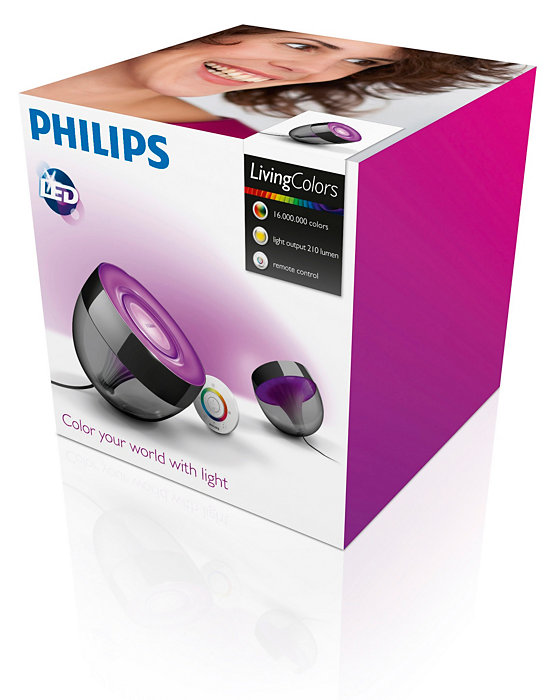 PHILIPS
LED
LivingColors
16.000.000 colors
light output 210 lumen
remote control
Color your world with light